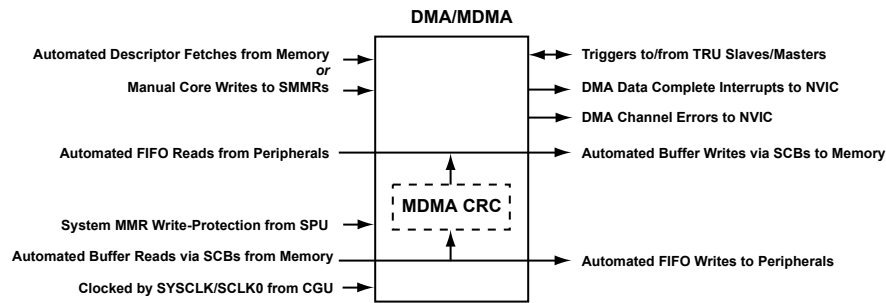 DMA/MDMA
Automated Descriptor Fetches from Memory
or
Manual Core Writes to SMMRs
Triggers to/from TRU Slaves/Masters
DMA Data Complete Interrupts to NVIC
DMA Channel Errors to NVIC
Automated FIFO Reads from Peripherals
Automated Buffer Writes via SCBs to Memory
MDMA CRC
System MMR Write-Protection from SPU
Automated Buffer Reads via SCBs from Memory
Automated FIFO Writes to Peripherals
Clocked by SYSCLK/SCLK0 from CGU